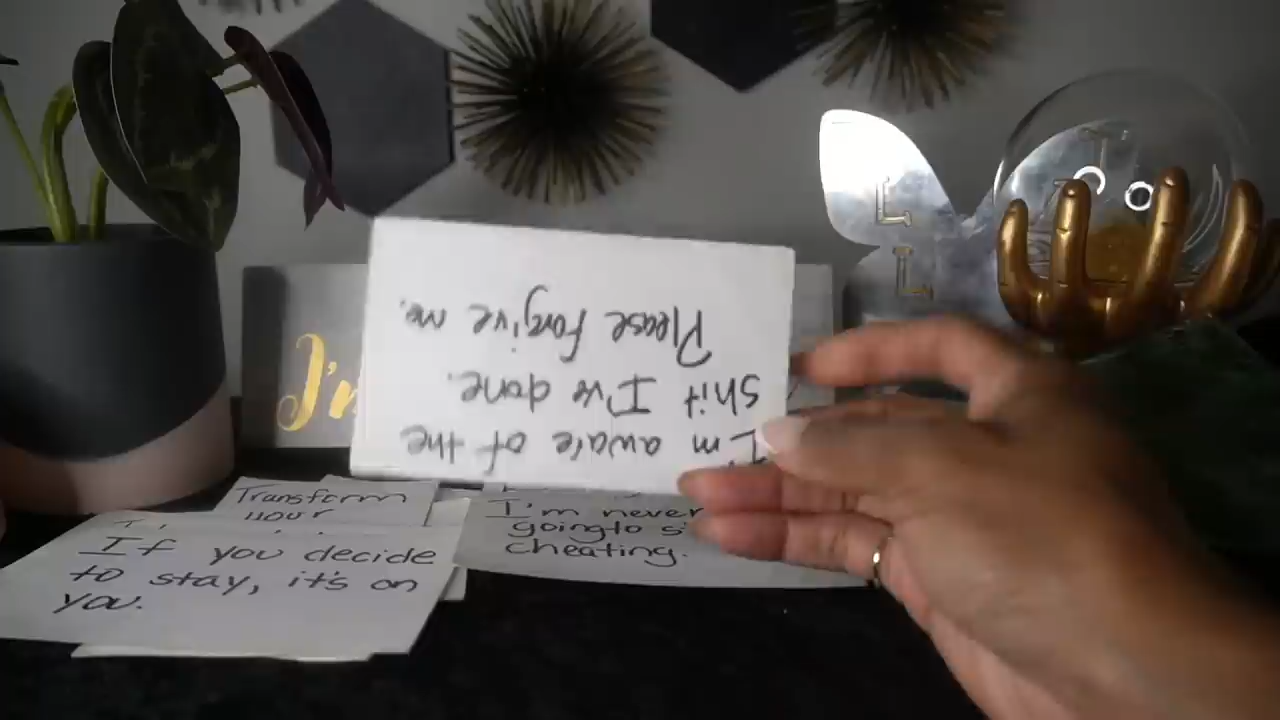 I'm aware of the
shit I've done.
Please forgive me.
I'm
Transform
your
If you decide
to stay, it's on
you.
I'm never
going to
cheating.
L
L
T